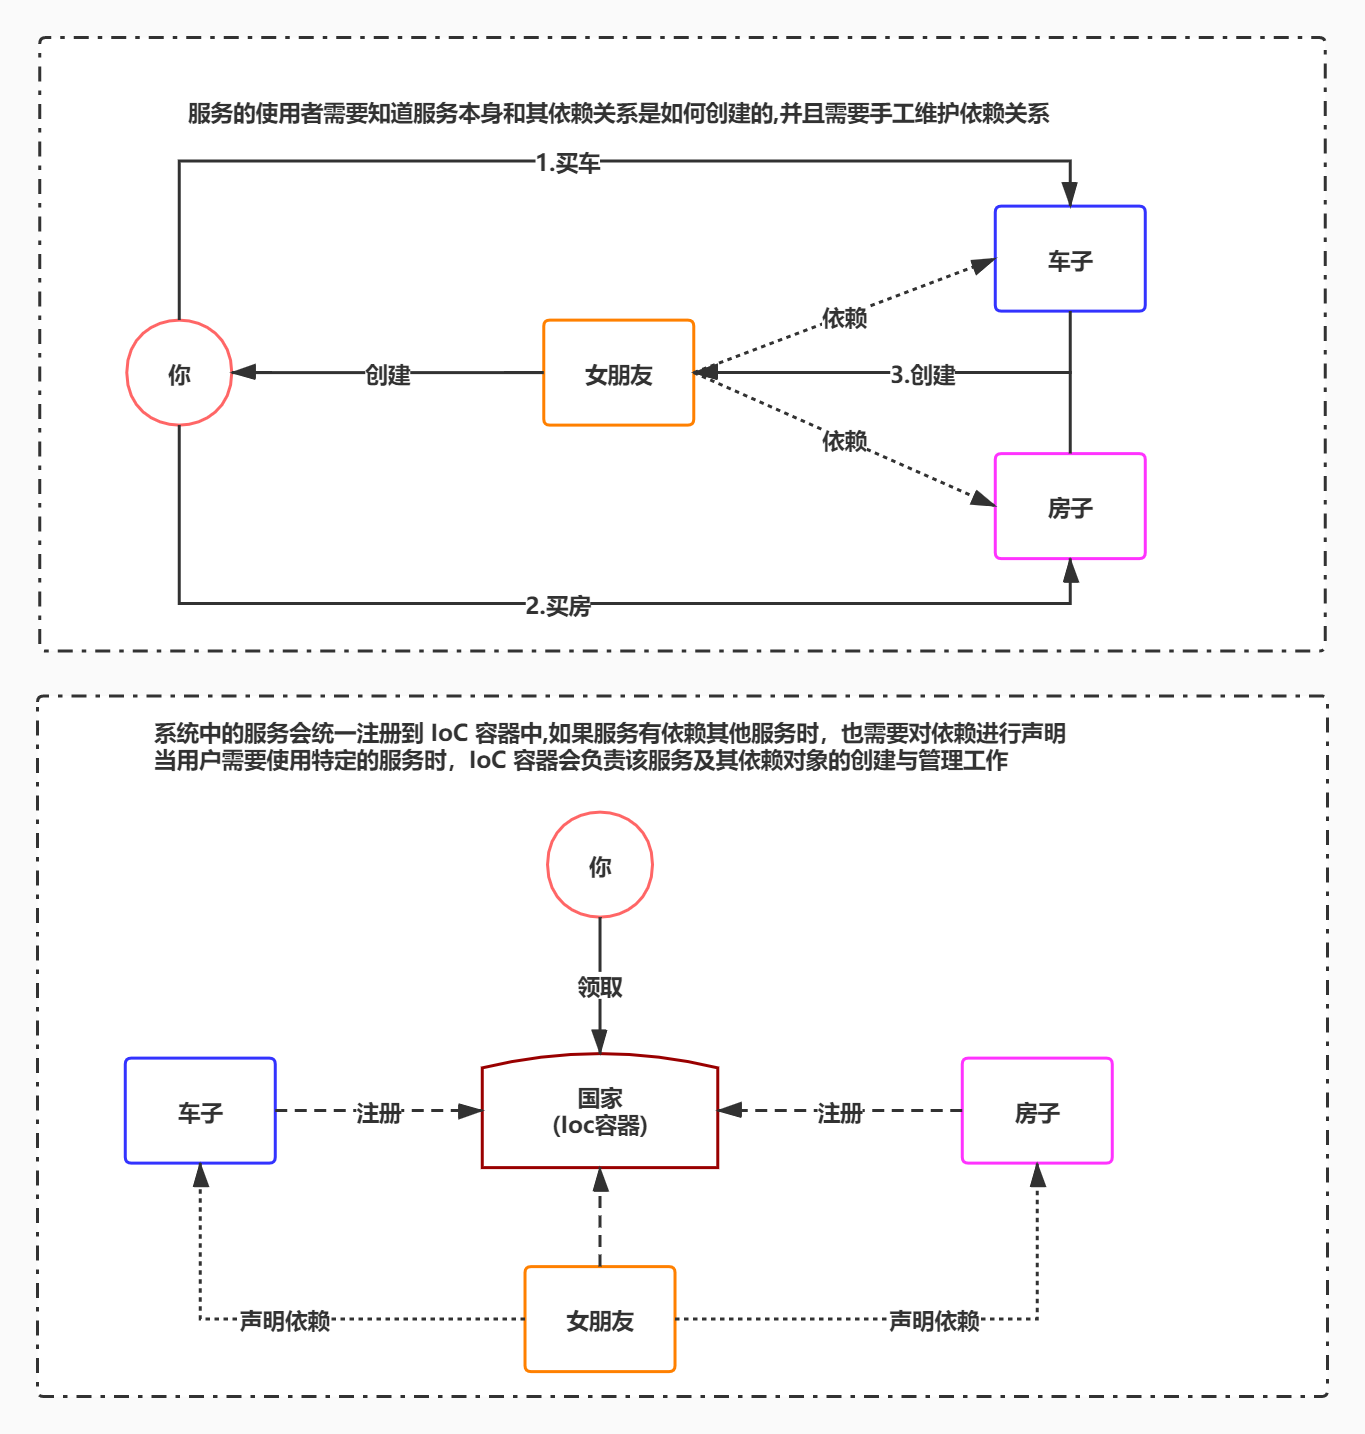 服务的使用者需要知道服务本身和其依赖关系是如何创建的,并且需要手工维护依赖关系
1.买车
车子
依赖
你
创建
女朋友
3.创建
依赖
房子
2.买房
系统中的服务会统一注册到 IoC 容器中,如果服务有依赖其他服务时，也需要对依赖进行声明
当用户需要使用特定的服务时，IoC 容器会负责该服务及其依赖对象的创建与管理工作
你
领取
车子
注册
国家
(Ioc容器)
注册
房子
声明依赖
女朋友
声明依赖